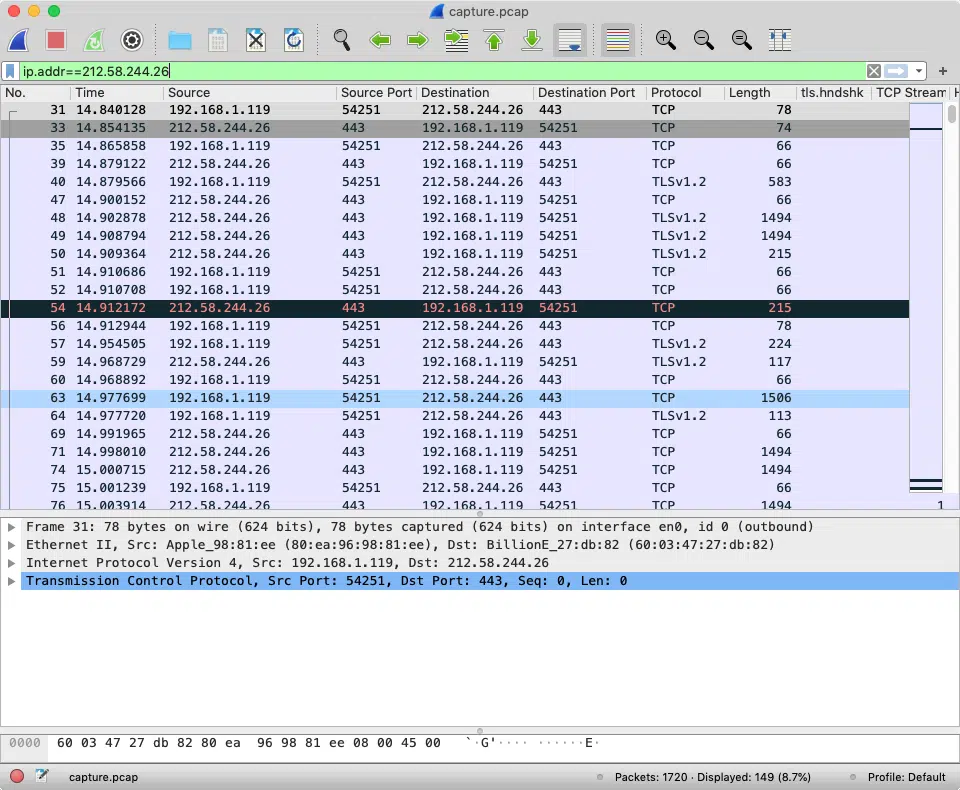 capture.pcap
ip.addr==212.58.244.26
No. Time Source Source Port Destination Destination Port Protocol Length tls.hndshk TCP Stream H
31 14.840128 192.168.1.119 54251 212.58.244.26 443 TCP 78
33 14.854135 212.58.244.26 443 192.168.1.119 54251 TCP 74
35 14.865858 192.168.1.119 54251 212.58.244.26 443 TCP 66
39 14.879122 212.58.244.26 443 192.168.1.119 54251 TCP 66
40 14.879566 192.168.1.119 54251 212.58.244.26 443 TLSv1.2 583
47 14.900152 212.58.244.26 443 192.168.1.119 54251 TCP 66
48 14.902878 212.58.244.26 443 192.168.1.119 54251 TLSv1.2 1494
49 14.908794 212.58.244.26 443 192.168.1.119 54251 TLSv1.2 1494
50 14.909364 212.58.244.26 443 192.168.1.119 54251 TLSv1.2 215
51 14.910686 192.168.1.119 54251 212.58.244.26 443 TCP 66
52 14.910708 192.168.1.119 54251 212.58.244.26 443 TCP 66
54 14.912172 212.58.244.26 443 192.168.1.119 54251 TCP 215
56 14.912944 192.168.1.119 54251 212.58.244.26 443 TCP 78
57 14.954505 192.168.1.119 54251 212.58.244.26 443 TLSv1.2 224
59 14.968729 212.58.244.26 443 192.168.1.119 54251 TLSv1.2 117
60 14.968892 192.168.1.119 54251 212.58.244.26 443 TCP 66
63 14.977699 192.168.1.119 54251 212.58.244.26 443 TCP 1506
64 14.977720 192.168.1.119 54251 212.58.244.26 443 TLSv1.2 113
69 14.991965 212.58.244.26 443 192.168.1.119 54251 TCP 66
71 14.998010 212.58.244.26 443 192.168.1.119 54251 TCP 1494
74 15.000715 212.58.244.26 443 192.168.1.119 54251 TCP 1494
75 15.001239 192.168.1.119 54251 212.58.244.26 443 TCP 66
76 15.003914 212.58.244.26 443 192.168.1.119 54251 TCP 1494 1
Frame 31: 78 bytes on wire (624 bits), 78 bytes captured (624 bits) on interface en0, id 0 (outbound)
Ethernet II, Src: Apple_98:81:ee (80:ea:96:98:81:ee), Dst: BillionE_27:db:82 (60:03:47:27:db:82)
Internet Protocol Version 4, Src: 192.168.1.119, Dst: 212.58.244.26
Transmission Control Protocol, Src Port: 54251, Dst Port: 443, Seq: 0, Len: 0
0000 60 03 47 27 db 82 80 ea 96 98 81 ee 08 00 45 00 `·G'···· ······E·
capture.pcap Packets: 1720 · Displayed: 149 (8.7%) Profile: Default